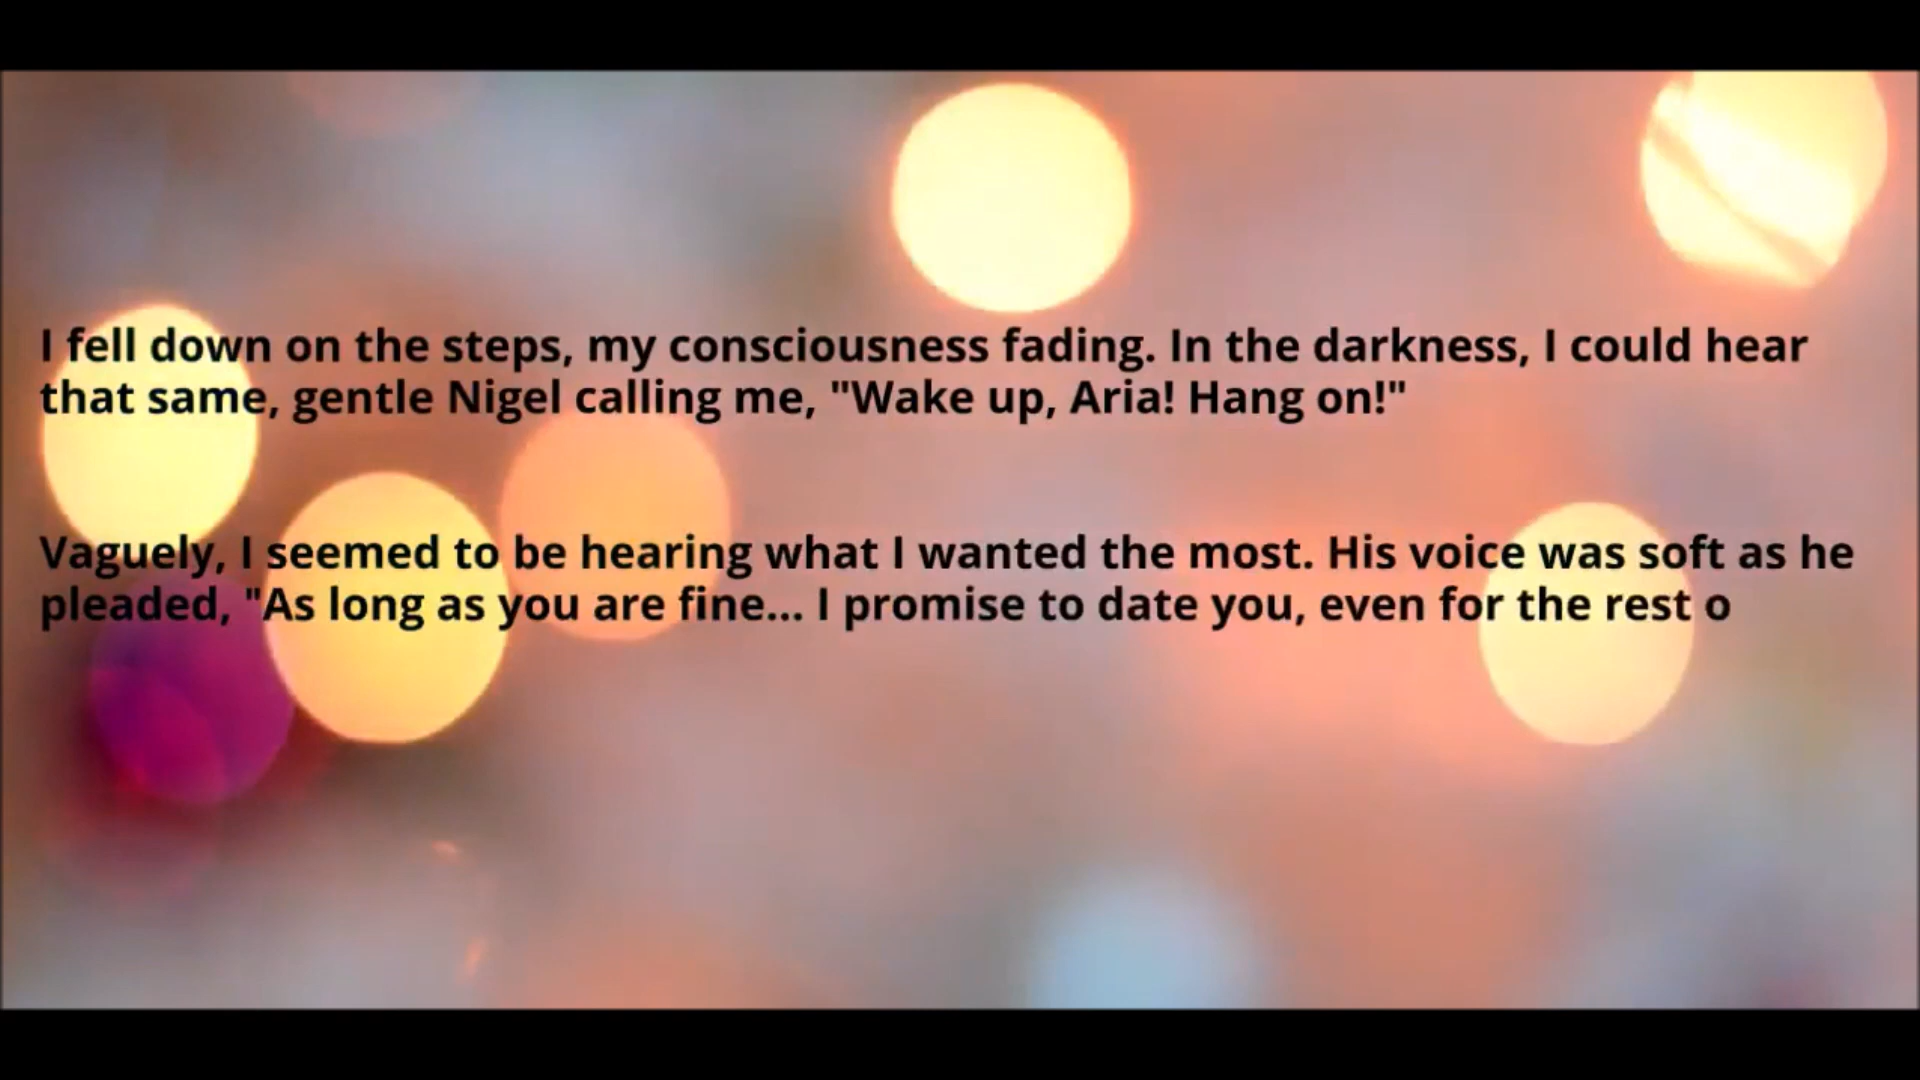 I fell down on the steps, my consciousness fading. In the darkness, I could hear
that same, gentle Nigel calling me, "Wake up, Aria! Hang on!"
Vaguely, I seemed to be hearing what I wanted the most. His voice was soft as he
pleaded, "As long as you are fine... I promise to date you, even for the rest o